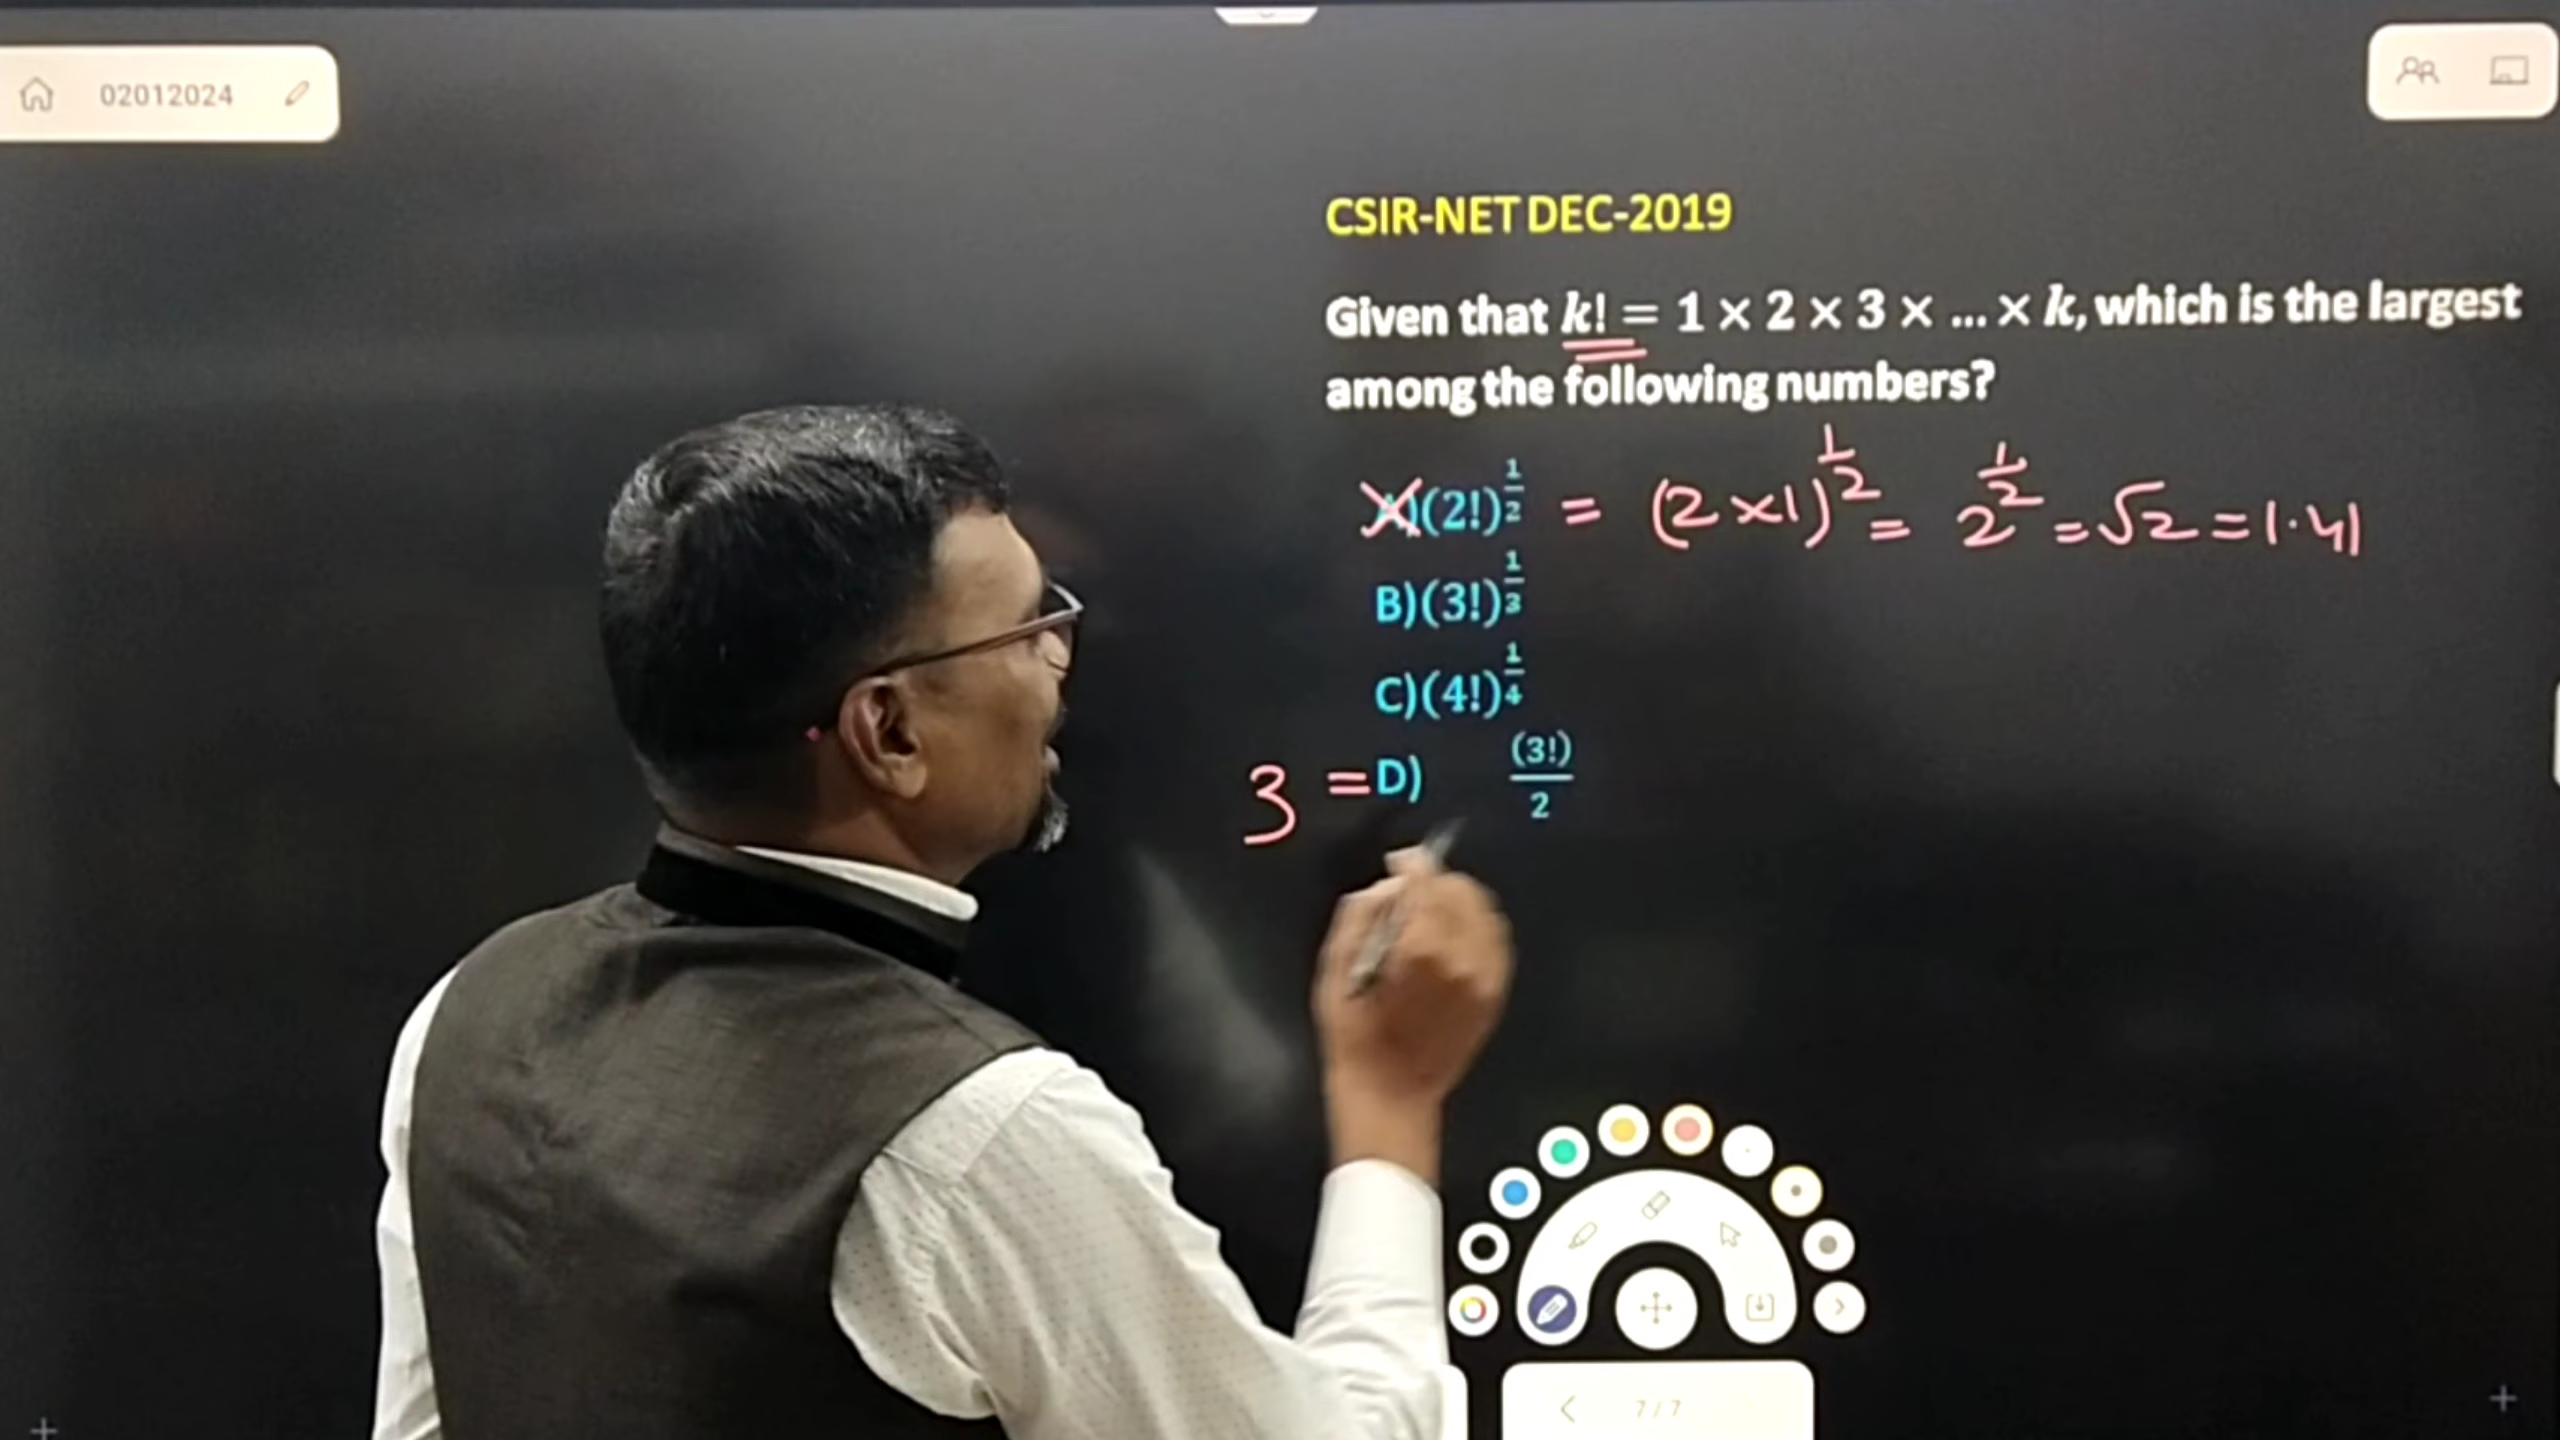 02012024
CSIR-NET DEC-2019
Given that k! = 1 × 2 × 3 × ... × k, which is the largest
among the following numbers?
A)(2!)^{1/2} = (2×1)^{1/2} = 2^{1/2} = √2 = 1.41
B)(3!)^{1/3}
C)(4!)^{1/4}
3 = D) (3!)/2
7/7